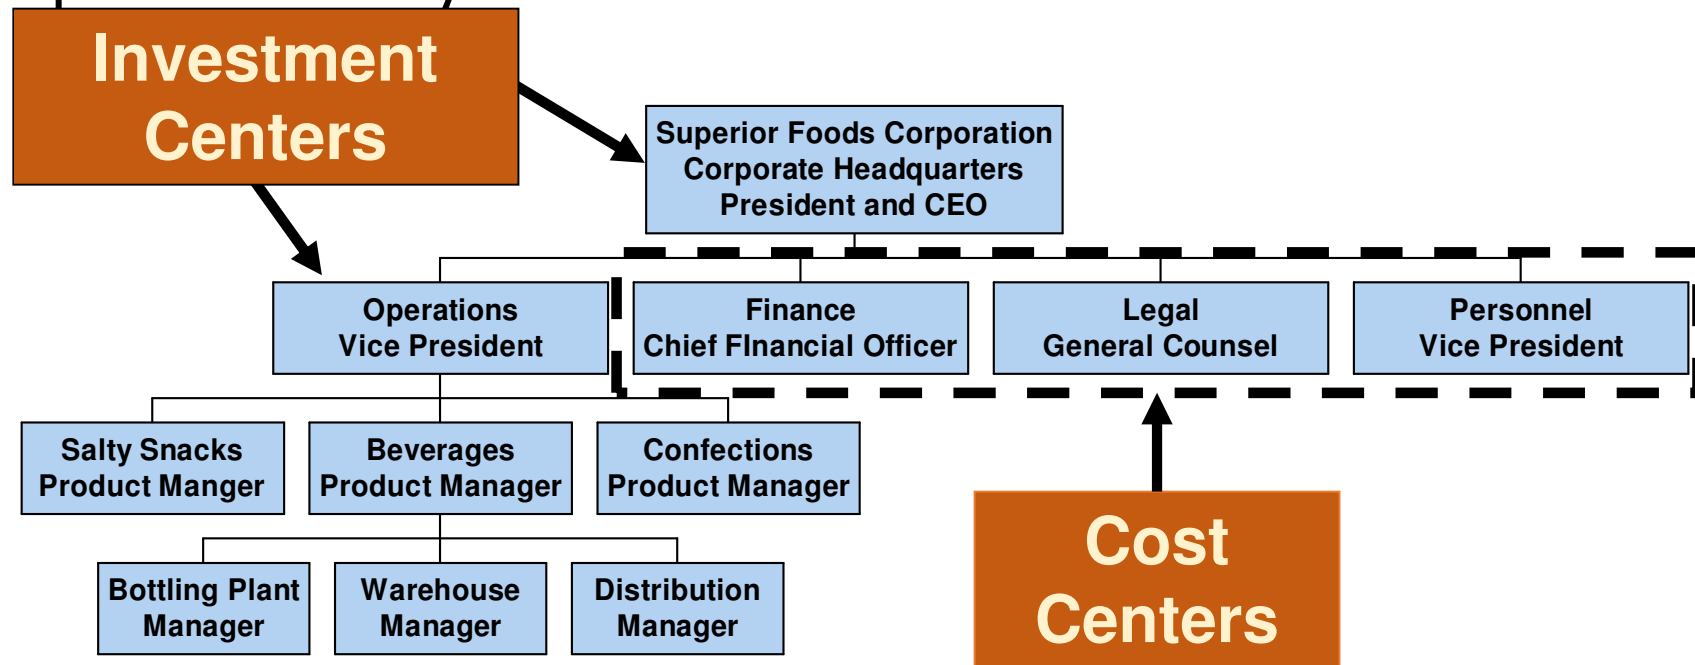 Investment
Centers
Superior Foods Corporation
Corporate Headquarters
President and CEO
Operations
Vice President
Finance
Chief FInancial Officer
Legal
General Counsel
Personnel
Vice President
Salty Snacks
Product Manger
Beverages
Product Manager
Confections
Product Manager
Bottling Plant
Manager
Warehouse
Manager
Distribution
Manager
Cost
Centers